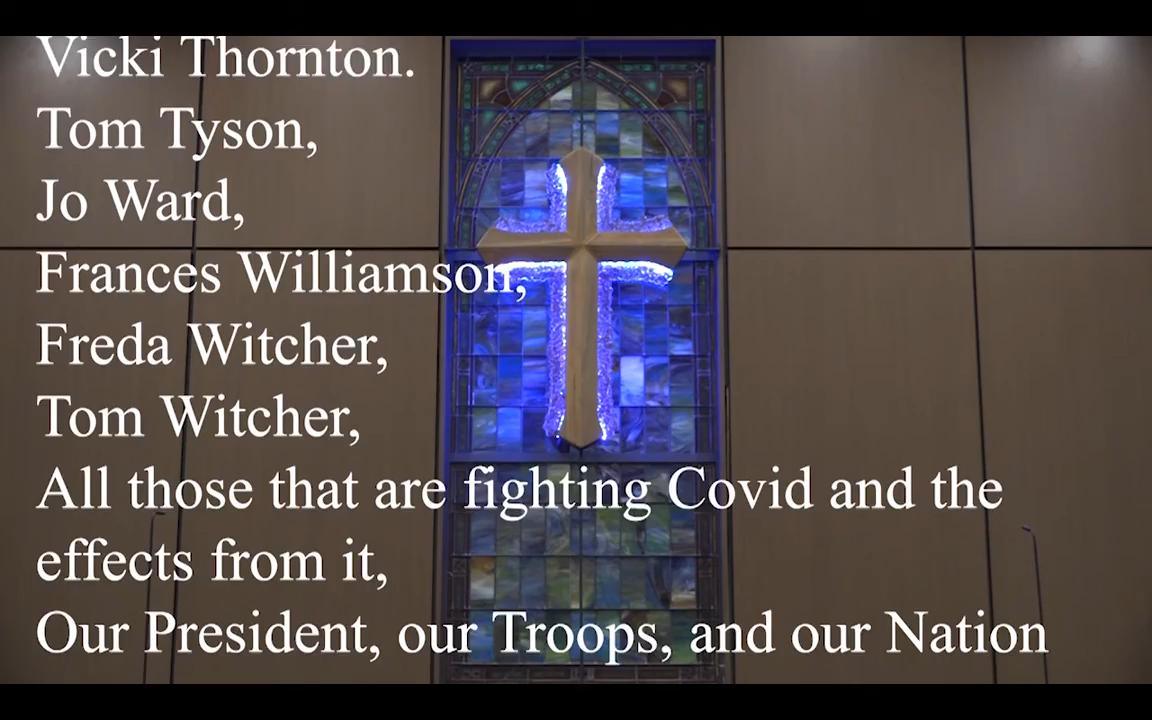 Vicki Thornton.
Tom Tyson,
Jo Ward,
Frances Williamson,
Freda Witcher,
Tom Witcher,
All those that are fighting Covid and the
effects from it,
Our President, our Troops, and our Nation